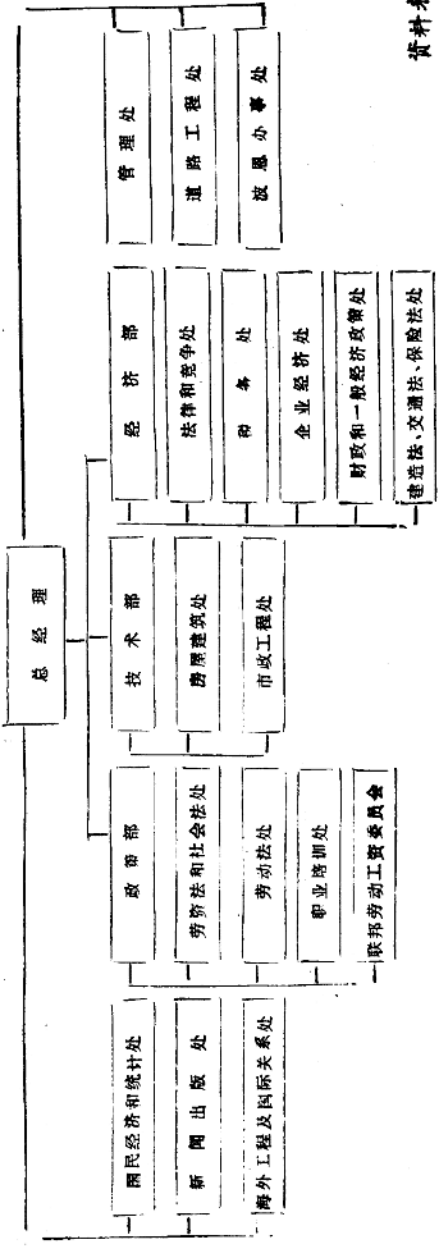 总经理
国民经济和统计处
新闻出版处
海外工程及国际关系处
政策部
劳资法和社会法处
劳动法处
职业培训处
联邦劳动工资委员会
技术部
房屋建筑处
市政工程处
经济部
法律和竞争处
税务处
企业经济处
财政和一般经济政策处
建造法、交通法、保险法处
管理处
道路工程处
波恩办事处
资料来